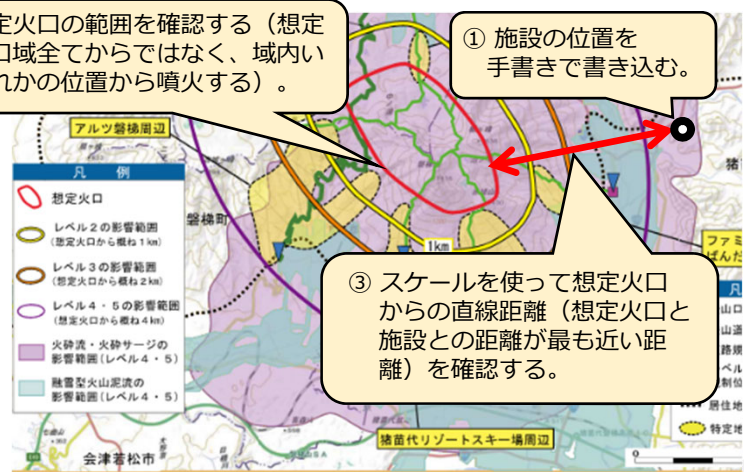 定火口の範囲を確認する（想定
口域全てからではなく、域内い
れかの位置から噴火する）。
① 施設の位置を
手書きで書き込む。
アルツ磐梯周辺
凡 例
想定火口
レベル２の影響範囲
（想定火口から概ね１km）
レベル３の影響範囲
（想定火口から概ね２km）
レベル４・５の影響範囲
（想定火口から概ね４km）
火砕流・火砕サージの
影響範囲（レベル４・５）
融雪型火山泥流の
影響範囲（レベル４・５）
磐梯町
1km
猪
ファミ
ばんだ
③ スケールを使って想定火口
からの直線距離（想定火口と
施設との距離が最も近い距
離）を確認する。
凡
山口
山道
路規
ベル
制位
居住地
特定地
猪苗代リゾートスキー場周辺
会津若松市
0